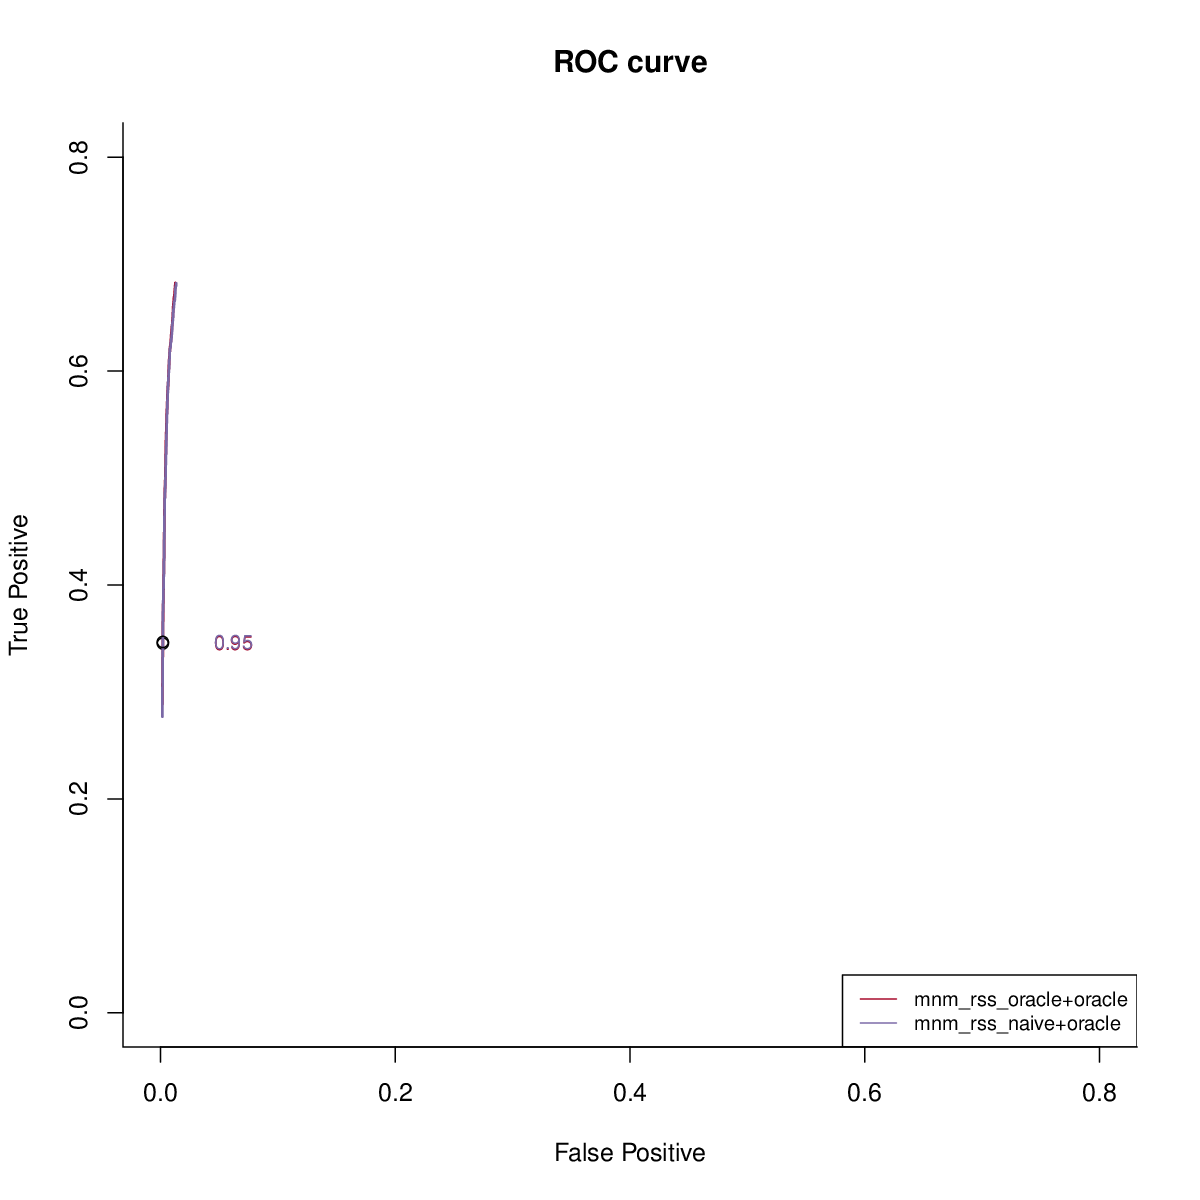 ROC curve
True Positive
0.8
0.6
0.4
0.2
0.0
0.95
mnm_rss_oracle+oracle
mnm_rss_naive+oracle
0.0 0.2 0.4 0.6 0.8
False Positive